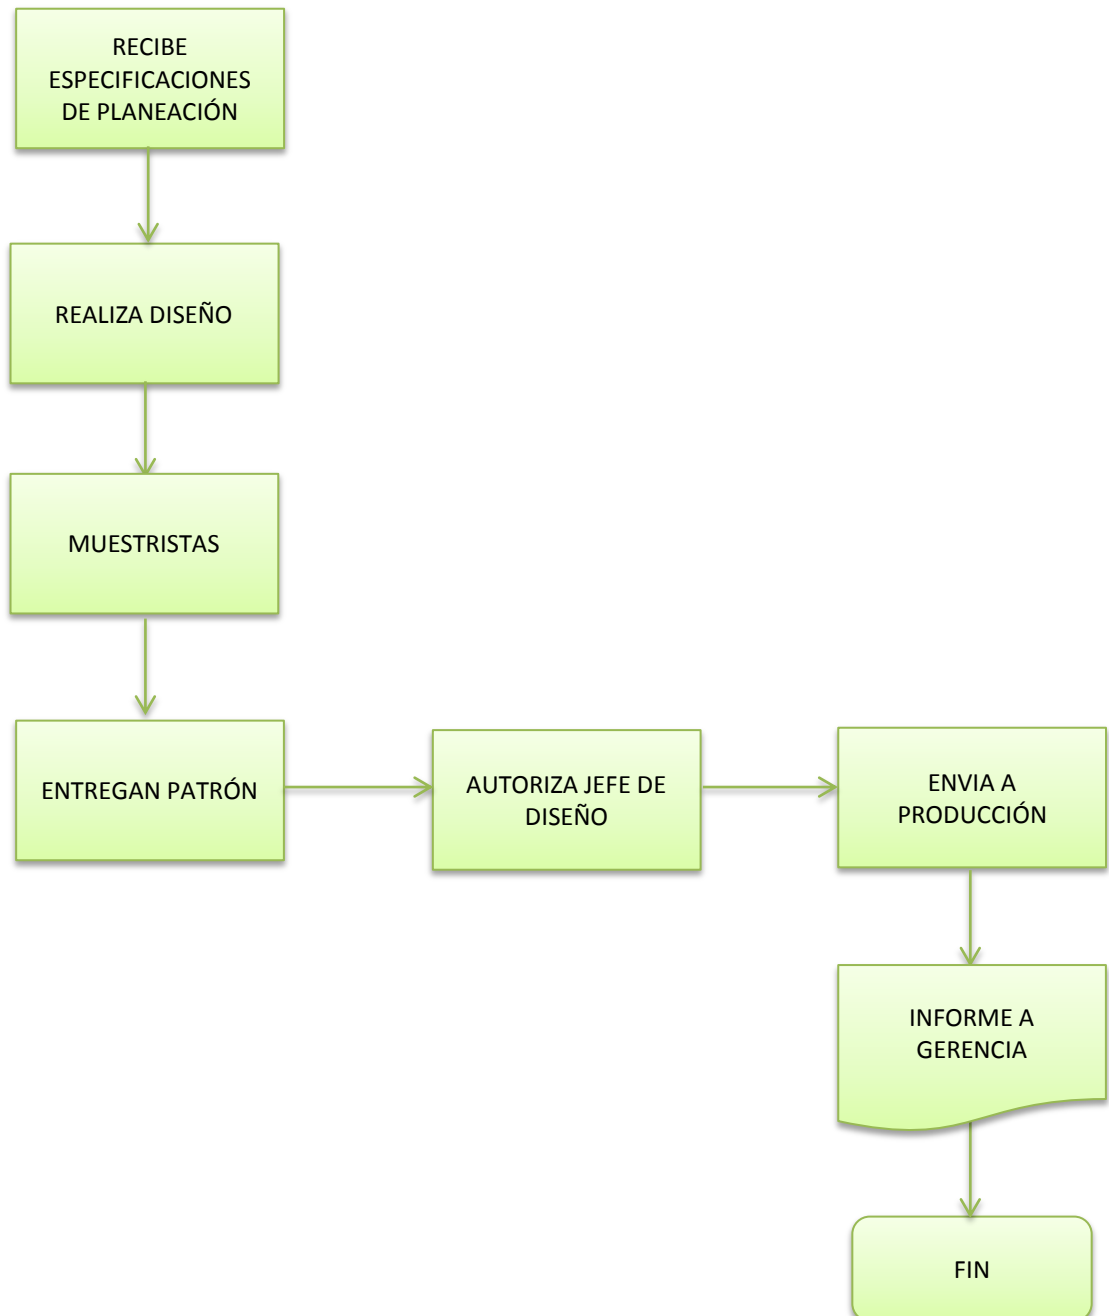 RECIBE
ESPECIFICACIONES
DE PLANEACIÓN
REALIZA DISEÑO
MUESTRISTAS
ENTREGAN PATRÓN
AUTORIZA JEFE DE
DISEÑO
ENVIA A
PRODUCCIÓN
INFORME A
GERENCIA
FIN